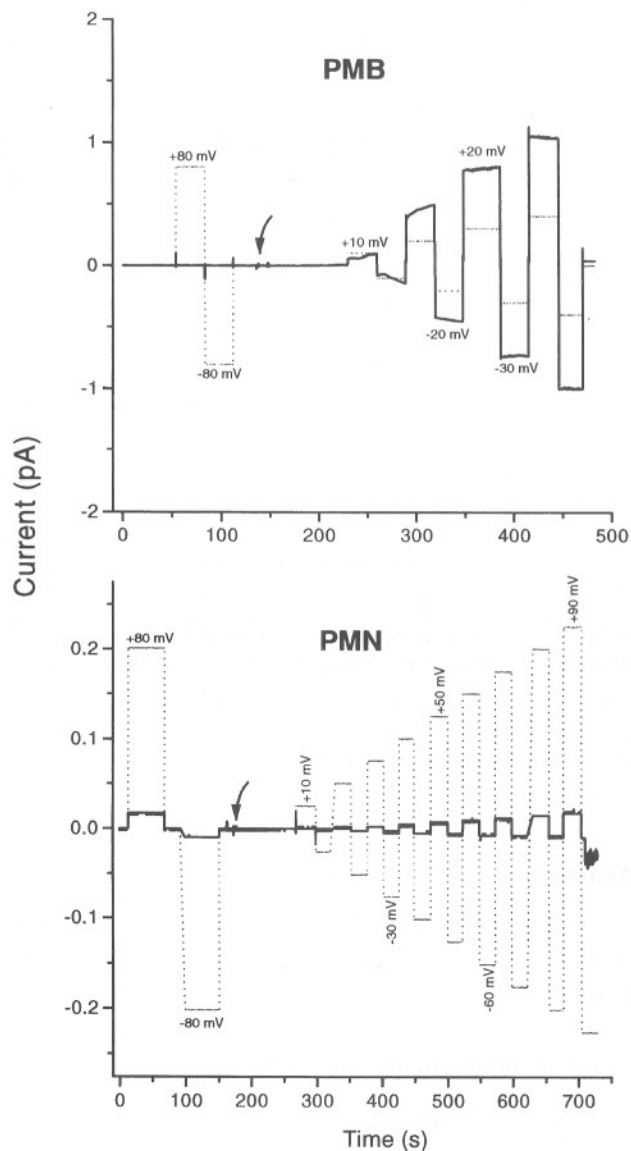 2
PMB
1
+80 mV
+20 mV
+10 mV
0
-20 mV
-80 mV
-30 mV
-1
-2
0 100 200 300 400 500
Current (pA)
+80 mV
PMN
+90 mV
0.2
+50 mV
0.1
+10 mV
0.0
-0.1
-30 mV
-60 mV
-0.2
-80 mV
0 100 200 300 400 500 600 700
Time (s)